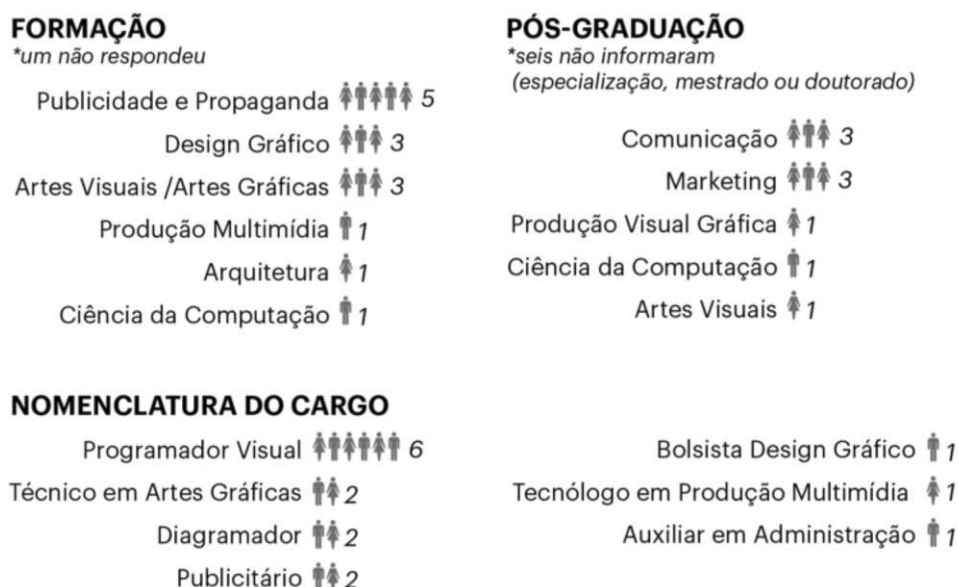 FORMAÇÃO
*um não respondeu
Publicidade e Propaganda 5
Design Gráfico 3
Artes Visuais /Artes Gráficas 3
Produção Multimídia 1
Arquitetura 1
Ciência da Computação 1
PÓS-GRADUAÇÃO
*seis não informaram
(especialização, mestrado ou doutorado)
Comunicação 3
Marketing 3
Produção Visual Gráfica 1
Ciência da Computação 1
Artes Visuais 1
NOMENCLATURA DO CARGO
Programador Visual 6
Técnico em Artes Gráficas 2
Diagramador 2
Publicitário 2
Bolsista Design Gráfico 1
Tecnólogo em Produção Multimídia 1
Auxiliar em Administração 1